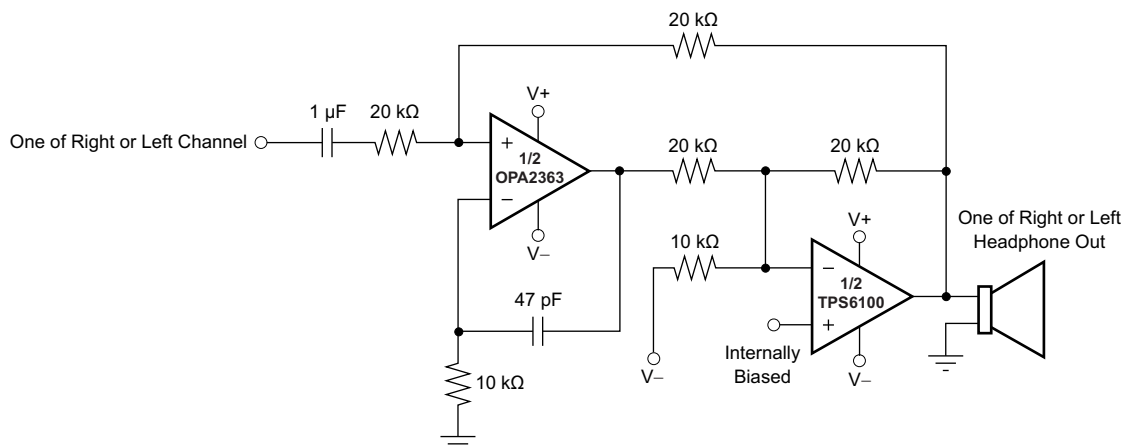 20 kΩ
1 µF
20 kΩ
V+
One of Right or Left Channel
+
1/2
OPA2363
−
V−
20 kΩ
20 kΩ
One of Right or Left
Headphone Out
V+
10 kΩ
−
1/2
TPS6100
+
Internally
Biased
V−
V−
47 pF
10 kΩ